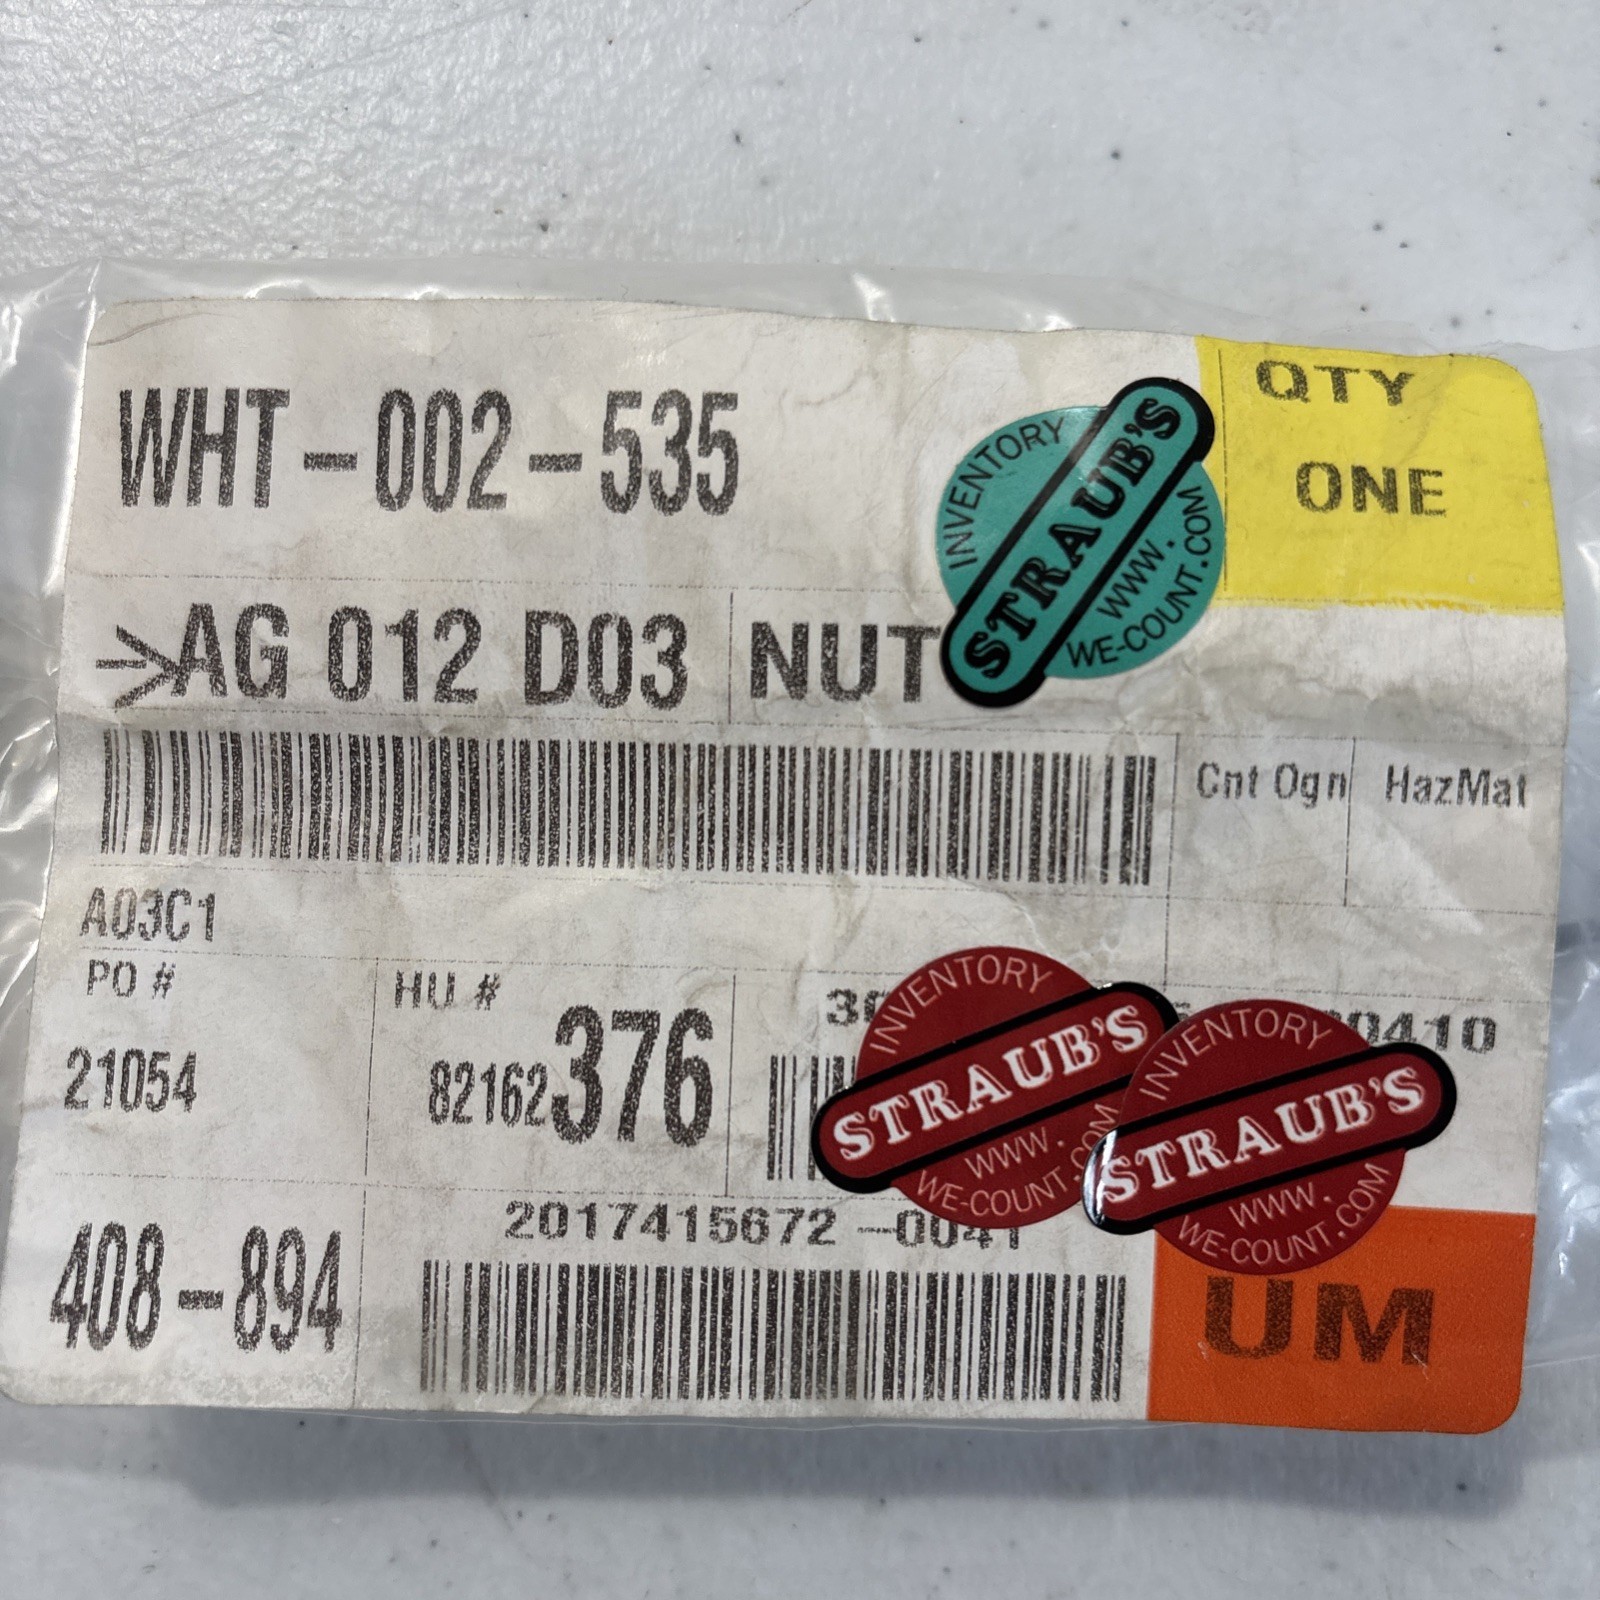 WHT-002-535
QTY
ONE
INVENTORY
STRAUB'S
WWW.
WE-COUNT.COM
AG 012 D03
NUT
Cnt Ogn
HazMat
A03C1
PO #
21054
HU #
82162376
INVENTORY
STRAUB'S
WWW.
WE-COUNT.COM
INVENTORY
STRAUB'S
WWW.
WE-COUNT.COM
2017415672-0041
408-894
UM